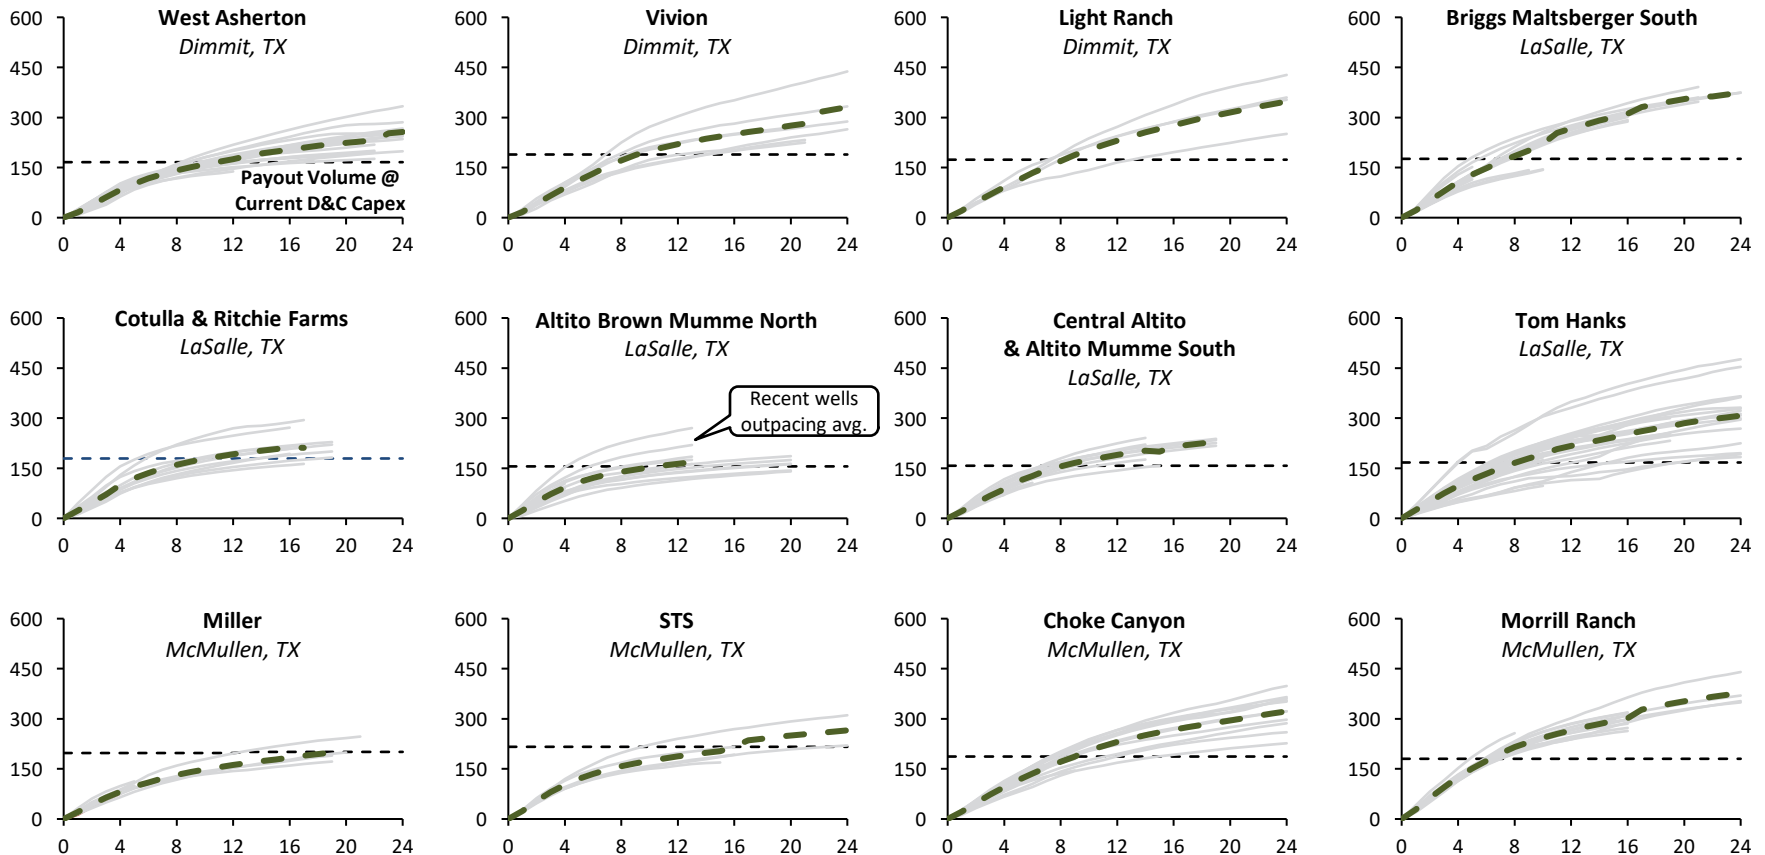 West Asherton
Dimmit, TX
600
450
300
150
0
Payout Volume @
Current D&C Capex
0 4 8 12 16 20 24
Vivion
Dimmit, TX
600
450
300
150
0
0 4 8 12 16 20 24
Light Ranch
Dimmit, TX
600
450
300
150
0
0 4 8 12 16 20 24
Briggs Maltsberger South
LaSalle, TX
600
450
300
150
0
0 4 8 12 16 20 24
Cotulla & Ritchie Farms
LaSalle, TX
600
450
300
150
0
0 4 8 12 16 20 24
Altito Brown Mumme North
LaSalle, TX
600
450
300
150
0
Recent wells
outpacing avg.
0 4 8 12 16 20 24
Central Altito
& Altito Mumme South
LaSalle, TX
600
450
300
150
0
0 4 8 12 16 20 24
Tom Hanks
LaSalle, TX
600
450
300
150
0
0 4 8 12 16 20 24
Miller
McMullen, TX
600
450
300
150
0
0 4 8 12 16 20 24
STS
McMullen, TX
600
450
300
150
0
0 4 8 12 16 20 24
Choke Canyon
McMullen, TX
600
450
300
150
0
0 4 8 12 16 20 24
Morrill Ranch
McMullen, TX
600
450
300
150
0
0 4 8 12 16 20 24